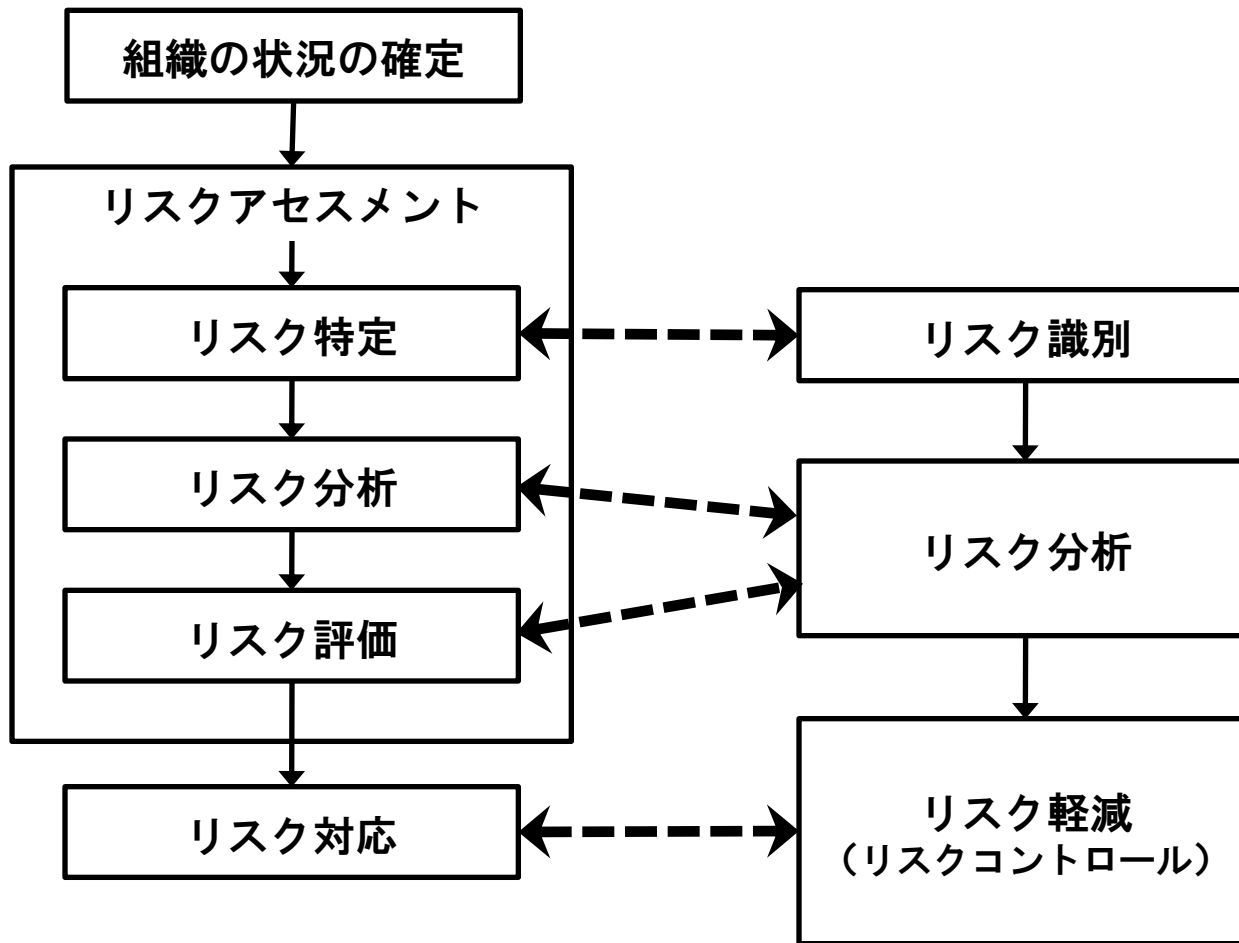 組織の状況の確定
リスクアセスメント
リスク特定
リスク識別
リスク分析
リスク分析
リスク評価
リスク対応
リスク軽減
（リスクコントロール）